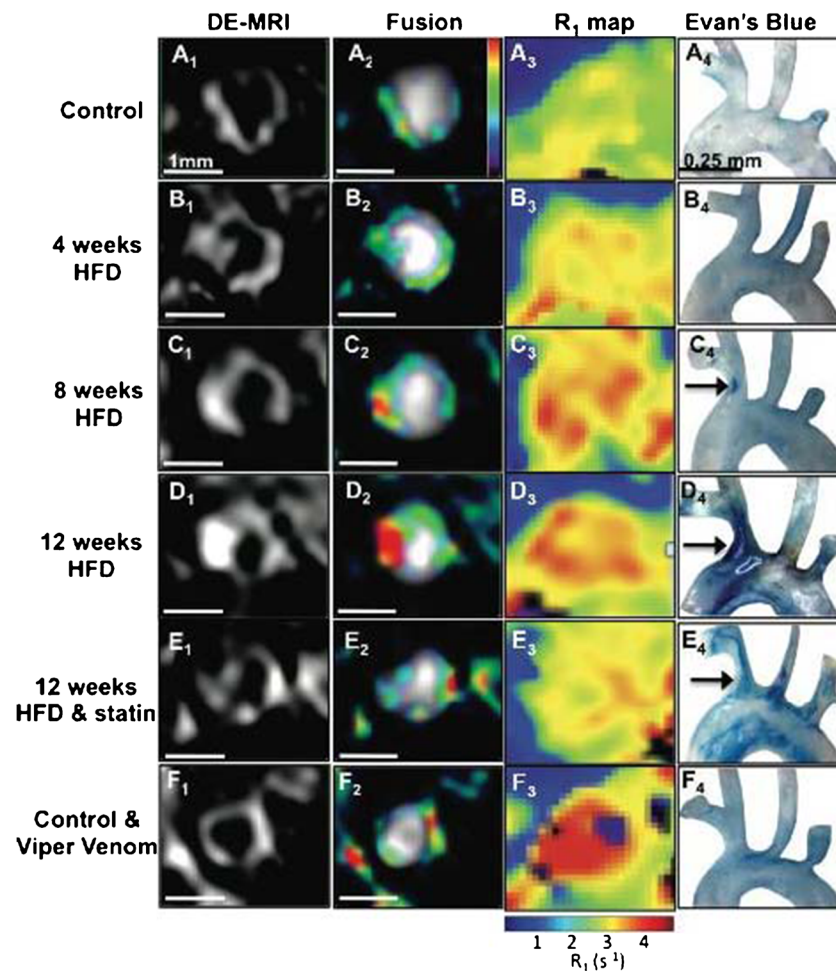 DE-MRI Fusion R₁ map Evan's Blue
Control
A₁ A₂ A₃ A₄
1mm 0.25 mm
4 weeks
HFD
B₁ B₂ B₃ B₄
8 weeks
HFD
C₁ C₂ C₃ C₄
12 weeks
HFD
D₁ D₂ D₃ D₄
12 weeks
HFD & statin
E₁ E₂ E₃ E₄
Control &
Viper Venom
F₁ F₂ F₃ F₄
1 2 3 4
R₁ (s⁻¹)